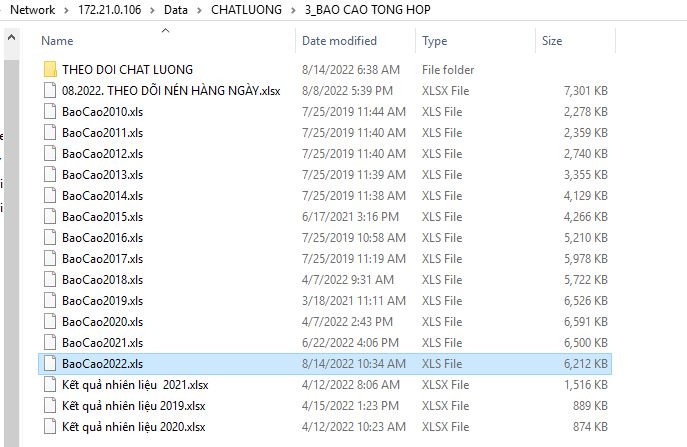 Network > 172.21.0.106 > Data > CHATLUONG > 3_BAO CAO TONG HOP
Name Date modified Type Size
THEO DOI CHAT LUONG 8/14/2022 6:38 AM File folder
08.2022. THEO DÕI NÉN HÀNG NGÀY.xlsx 8/8/2022 5:39 PM XLSX File 7,301 KB
BaoCao2010.xls 7/25/2019 11:44 AM XLS File 2,278 KB
BaoCao2011.xls 7/25/2019 11:40 AM XLS File 2,359 KB
BaoCao2012.xls 7/25/2019 11:40 AM XLS File 2,740 KB
BaoCao2013.xls 7/25/2019 11:39 AM XLS File 3,355 KB
BaoCao2014.xls 7/25/2019 11:38 AM XLS File 4,129 KB
BaoCao2015.xls 6/17/2021 3:16 PM XLS File 4,266 KB
BaoCao2016.xls 7/25/2019 10:58 AM XLS File 5,210 KB
BaoCao2017.xls 7/25/2019 11:19 AM XLS File 5,978 KB
BaoCao2018.xls 4/7/2022 9:31 AM XLS File 5,722 KB
BaoCao2019.xls 3/18/2021 11:11 AM XLS File 6,526 KB
BaoCao2020.xls 4/7/2022 2:43 PM XLS File 6,591 KB
BaoCao2021.xls 6/22/2022 4:06 PM XLS File 6,500 KB
BaoCao2022.xls 8/14/2022 10:34 AM XLS File 6,212 KB
Kết quả nhiên liệu 2021.xlsx 4/12/2022 8:06 AM XLSX File 1,516 KB
Kết quả nhiên liệu 2019.xlsx 4/15/2022 1:23 PM XLSX File 889 KB
Kết quả nhiên liệu 2020.xlsx 4/12/2022 10:23 AM XLSX File 874 KB